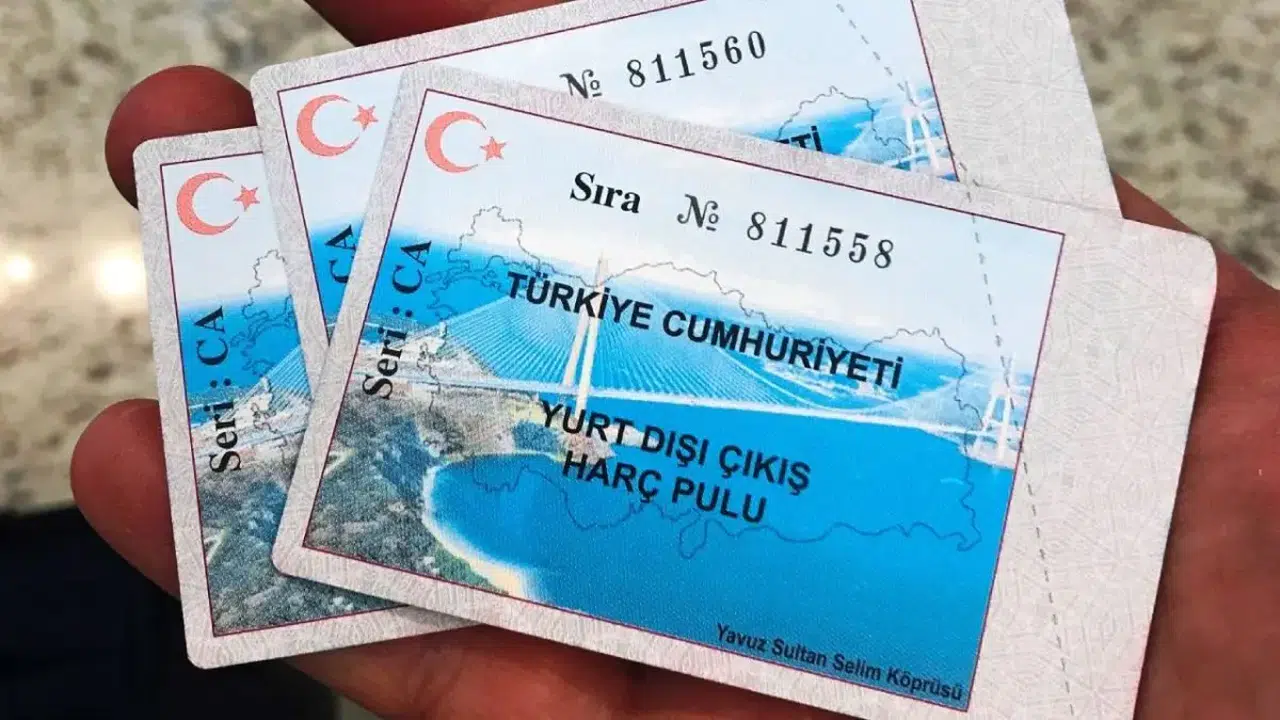 № 811560
Seri : CA
CA
Sıra № 811558
Seri : CA
TÜRKİYE CUMHURİYETİ
YURT DIŞI ÇIKIŞ
HARÇ PULU
Yavuz Sultan Selim Köprüsü